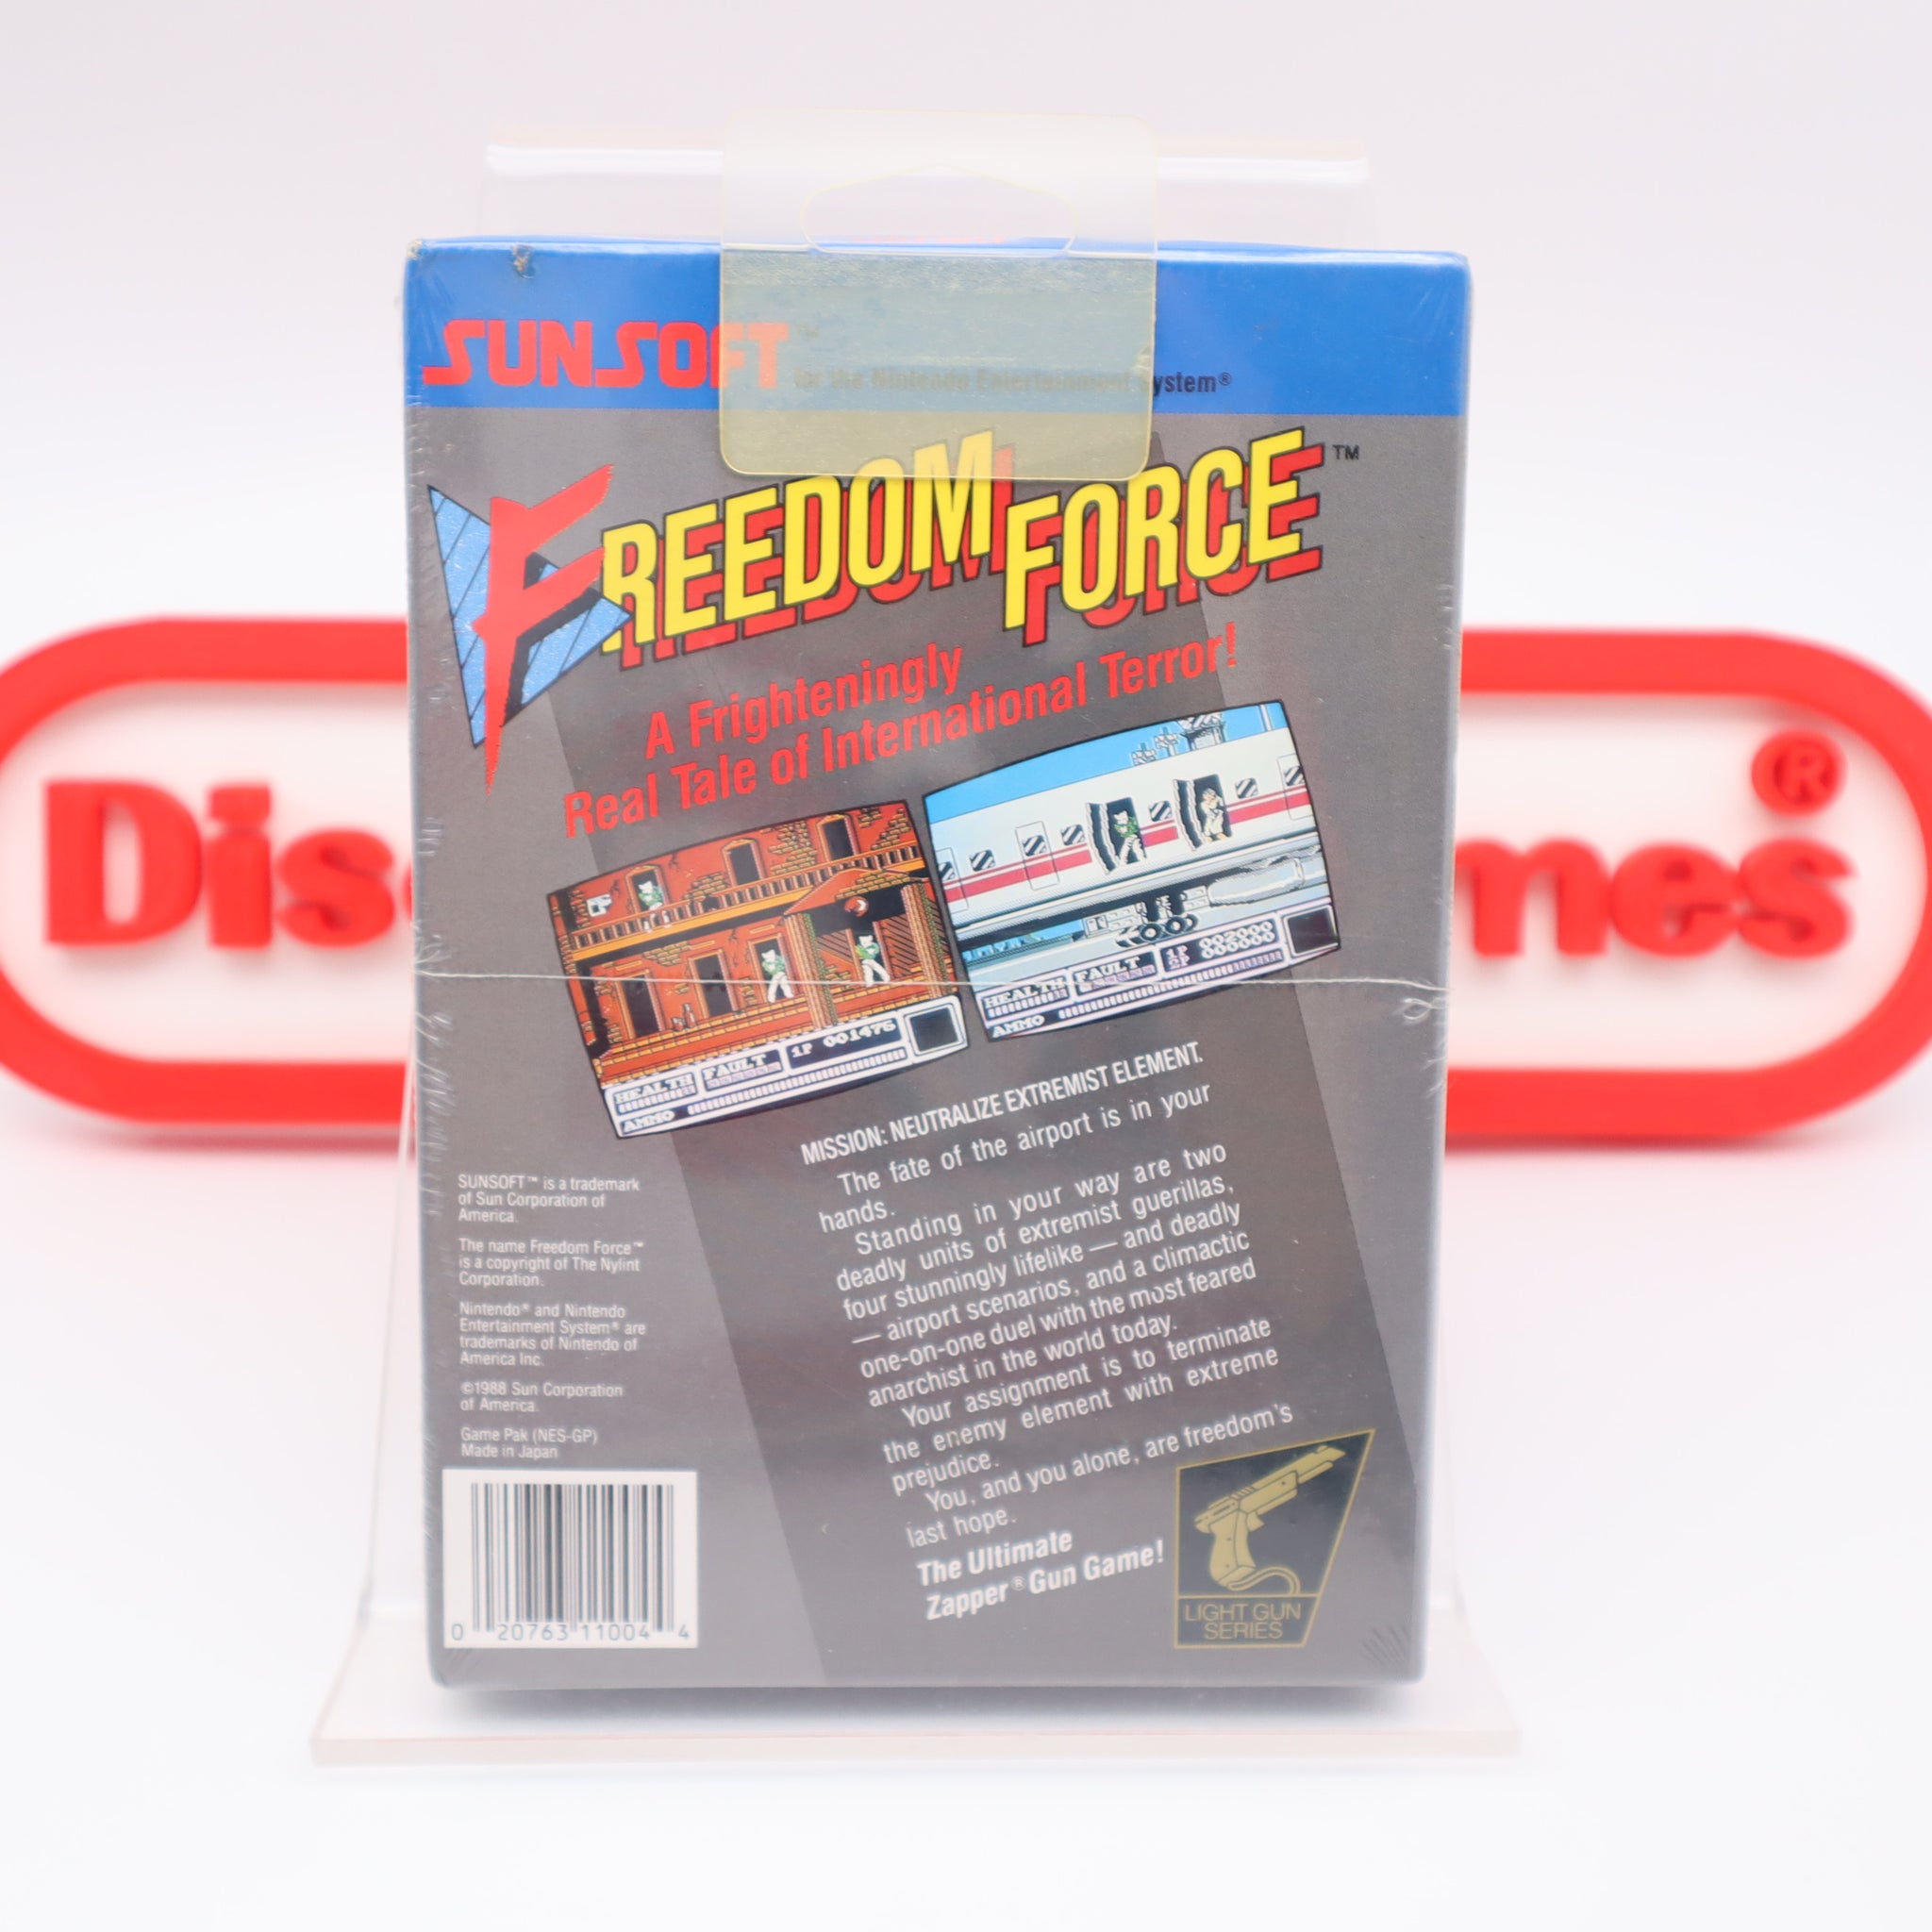 SUNSOFT
for the Nintendo Entertainment System®
FREEDOM FORCE™
A Frighteningly
Real Tale of International Terror!
HEALTH FAULT 1P 001476
AMMO
HEALTH FAULT 1P 002000
2P 000000
AMMO
MISSION: NEUTRALIZE EXTREMIST ELEMENT.
The fate of the airport is in your
hands.
Standing in your way are two
deadly units of extremist guerillas,
four stunningly lifelike — and deadly
— airport scenarios, and a climactic
one-on-one duel with the most feared
anarchist in the world today.
Your assignment is to terminate
the enemy element with extreme
prejudice.
You, and you alone, are freedom's
last hope.
The Ultimate
Zapper® Gun Game!
LIGHT GUN
SERIES
SUNSOFT™ is a trademark
of Sun Corporation of
America.
The name Freedom Force™
is a copyright of The Nylint
Corporation.
Nintendo® and Nintendo
Entertainment System® are
trademarks of Nintendo of
America Inc.
©1988 Sun Corporation
of America.
Game Pak (NES-GP)
Made in Japan
0 20763 11004 4
Dis
mes®